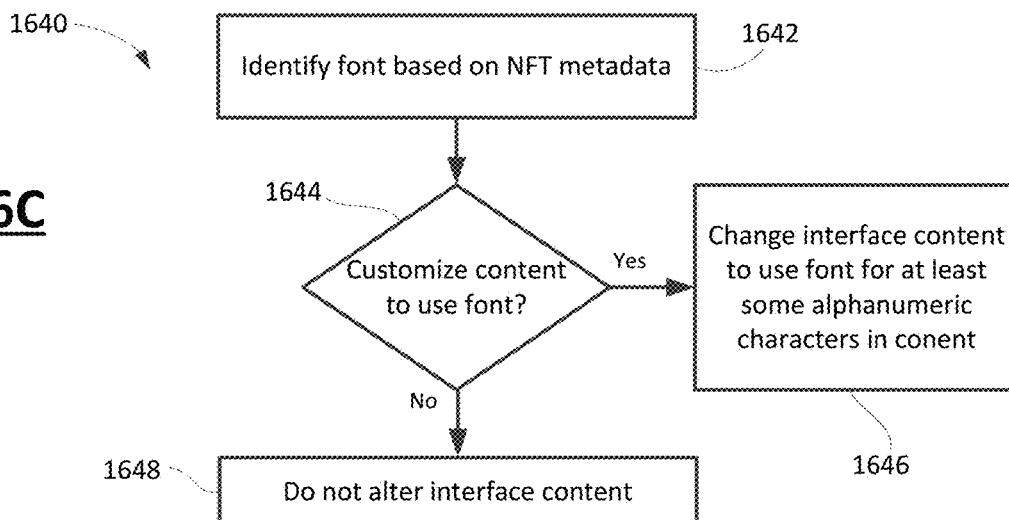 1640
Identify font based on NFT metadata
1642
6C
1644
Customize content
to use font?
Yes
Change interface content
to use font for at least
some alphanumeric
characters in conent
No
1646
1648
Do not alter interface content